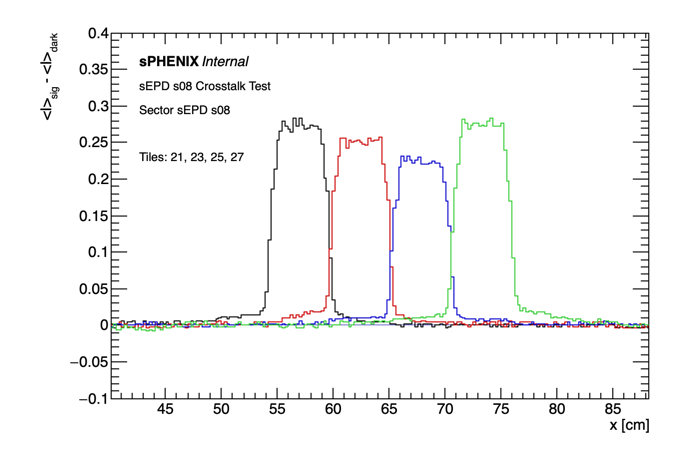 <I>sig - <I>dark
0.4
0.35
0.3
0.25
0.2
0.15
0.1
0.05
0
−0.05
−0.1
sPHENIX Internal
sEPD s08 Crosstalk Test
Sector sEPD s08
Tiles: 21, 23, 25, 27
45 50 55 60 65 70 75 80 85
x [cm]